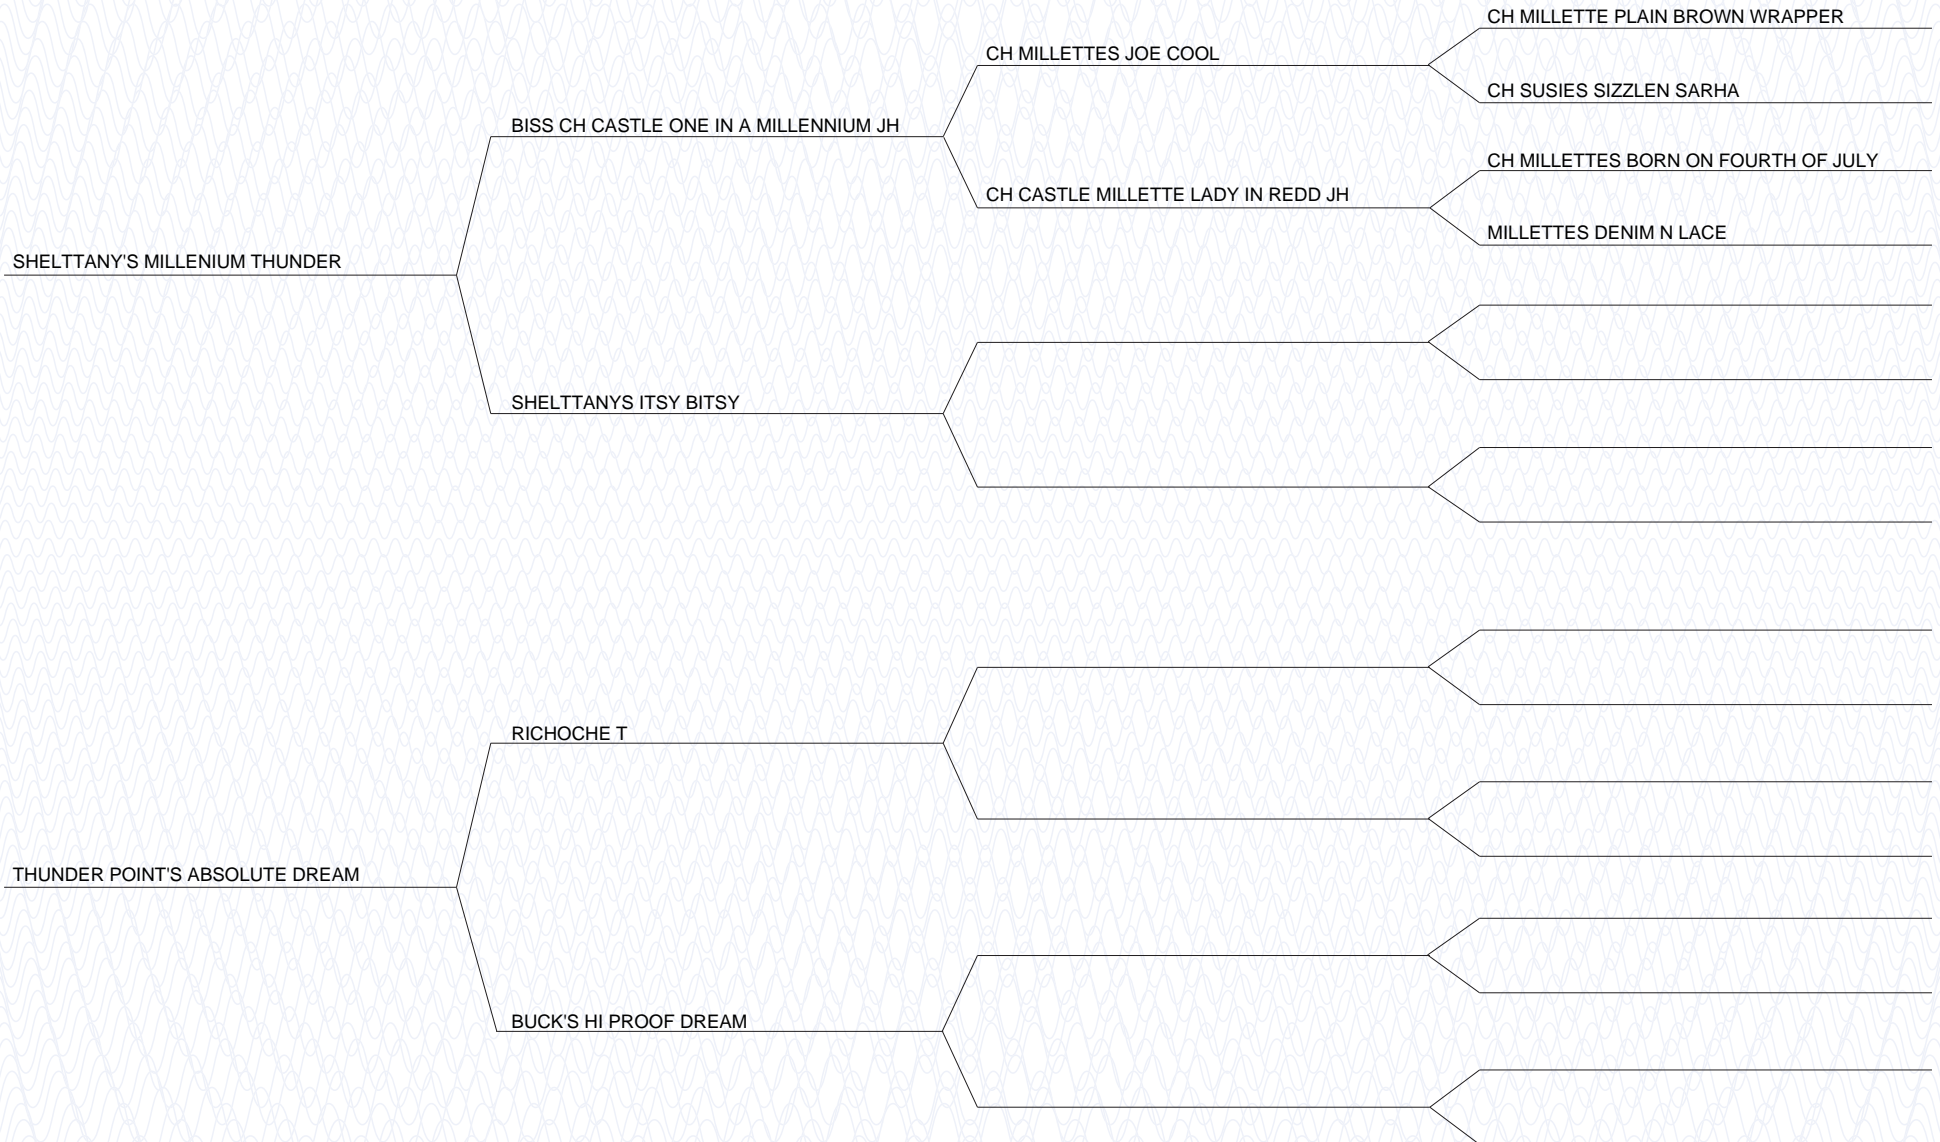 CH MILLETTE PLAIN BROWN WRAPPER
CH MILLETTES JOE COOL
CH SUSIES SIZZLEN SARHA
BISS CH CASTLE ONE IN A MILLENNIUM JH
CH MILLETTES BORN ON FOURTH OF JULY
CH CASTLE MILLETTE LADY IN REDD JH
MILLETTES DENIM N LACE
SHELTTANY'S MILLENIUM THUNDER
SHELTTANYS ITSY BITSY
RICHOCHE T
THUNDER POINT'S ABSOLUTE DREAM
BUCK'S HI PROOF DREAM